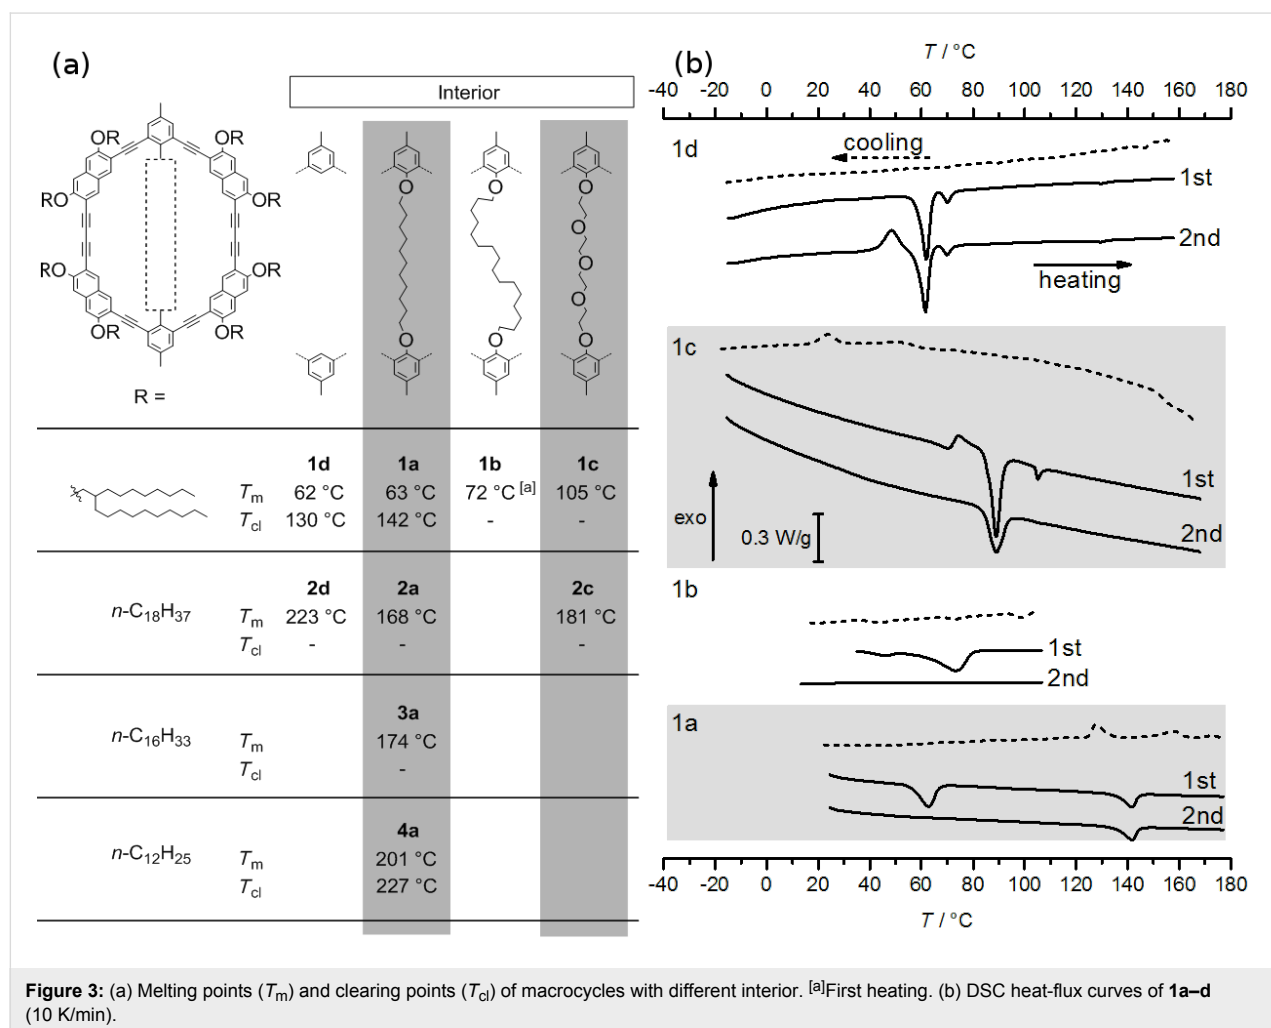 (a)
Interior
OR
OR
RO
OR
RO
OR
OR
OR
R =
O
O
O
O
O
O
O
O
O
1d 1a 1b 1c
Tm 62 °C 63 °C 72 °C [a] 105 °C
Tcl 130 °C 142 °C - -
2d 2a 2c
n-C18H37 Tm 223 °C 168 °C 181 °C
Tcl - - -
3a
n-C16H33 Tm 174 °C
Tcl -
4a
n-C12H25 Tm 201 °C
Tcl 227 °C
(b)
T / °C
-40 -20 0 20 40 60 80 100 120 140 160 180
1d
cooling
1st
2nd
heating
1c
1st
exo
0.3 W/g
2nd
1b
1st
2nd
1a
1st
2nd
-40 -20 0 20 40 60 80 100 120 140 160 180
T / °C
Figure 3: (a) Melting points (Tm) and clearing points (Tcl) of macrocycles with different interior. [a]First heating. (b) DSC heat-flux curves of 1a–d
(10 K/min).